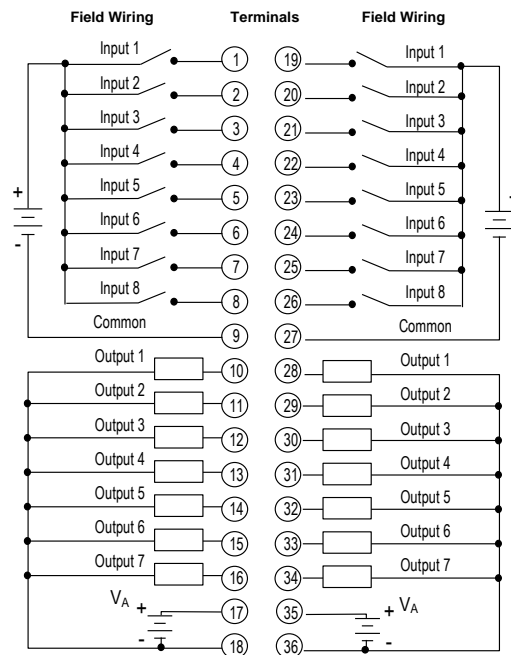 Field Wiring Terminals Field Wiring
Input 1 1 19 Input 1
Input 2 2 20 Input 2
Input 3 3 21 Input 3
Input 4 4 22 Input 4
+
Input 5 5 23 Input 5
Input 6 6 24 Input 6
-
Input 7 7 25 Input 7
Input 8 8 26 Input 8
Common 9 27 Common
Output 1 10 28 Output 1
Output 2 11 29 Output 2
Output 3 12 30 Output 3
Output 4 13 31 Output 4
Output 5 14 32 Output 5
Output 6 15 33 Output 6
Output 7 16 34 Output 7
VA + 17 35 + VA
- 18 36 -